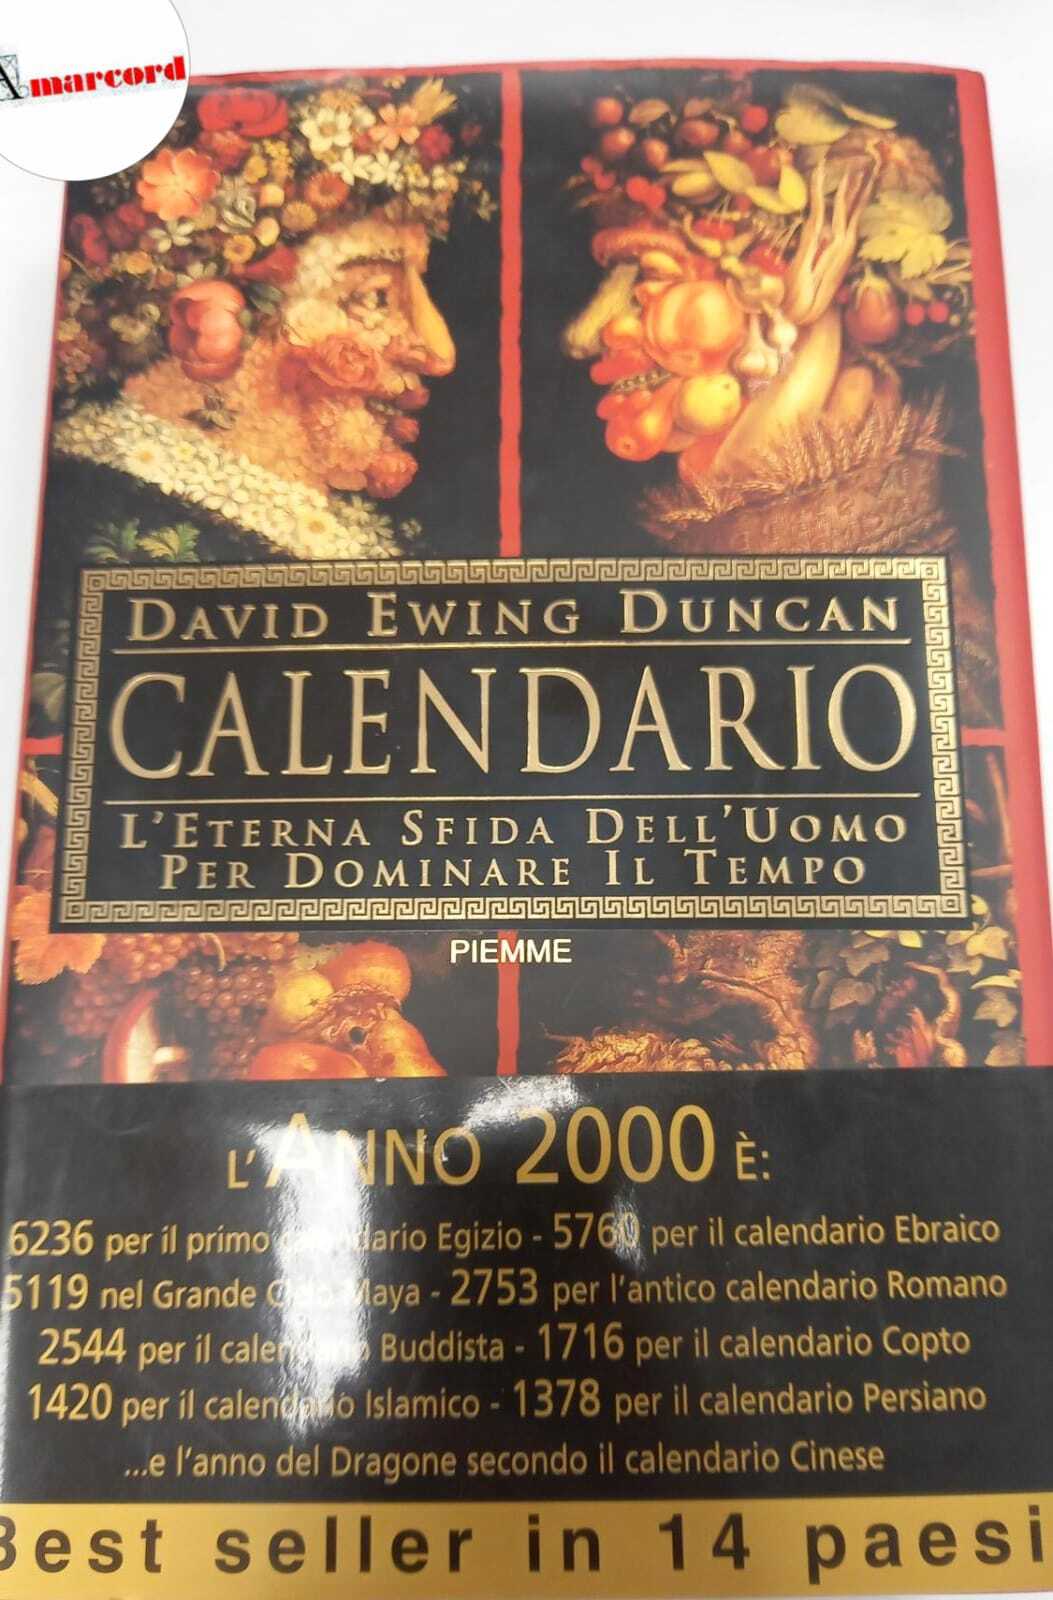 Amarcord
DAVID EWING DUNCAN
CALENDARIO
L'ETERNA SFIDA DELL'UOMO
PER DOMINARE IL TEMPO
PIEMME
L'ANNO 2000 È:
6236 per il primo calendario Egizio - 5760 per il calendario Ebraico
5119 nel Grande Ciclo Maya - 2753 per l'antico calendario Romano
2544 per il calendario Buddista - 1716 per il calendario Copto
1420 per il calendario Islamico - 1378 per il calendario Persiano
...e l'anno del Dragone secondo il calendario Cinese
Best seller in 14 paesi